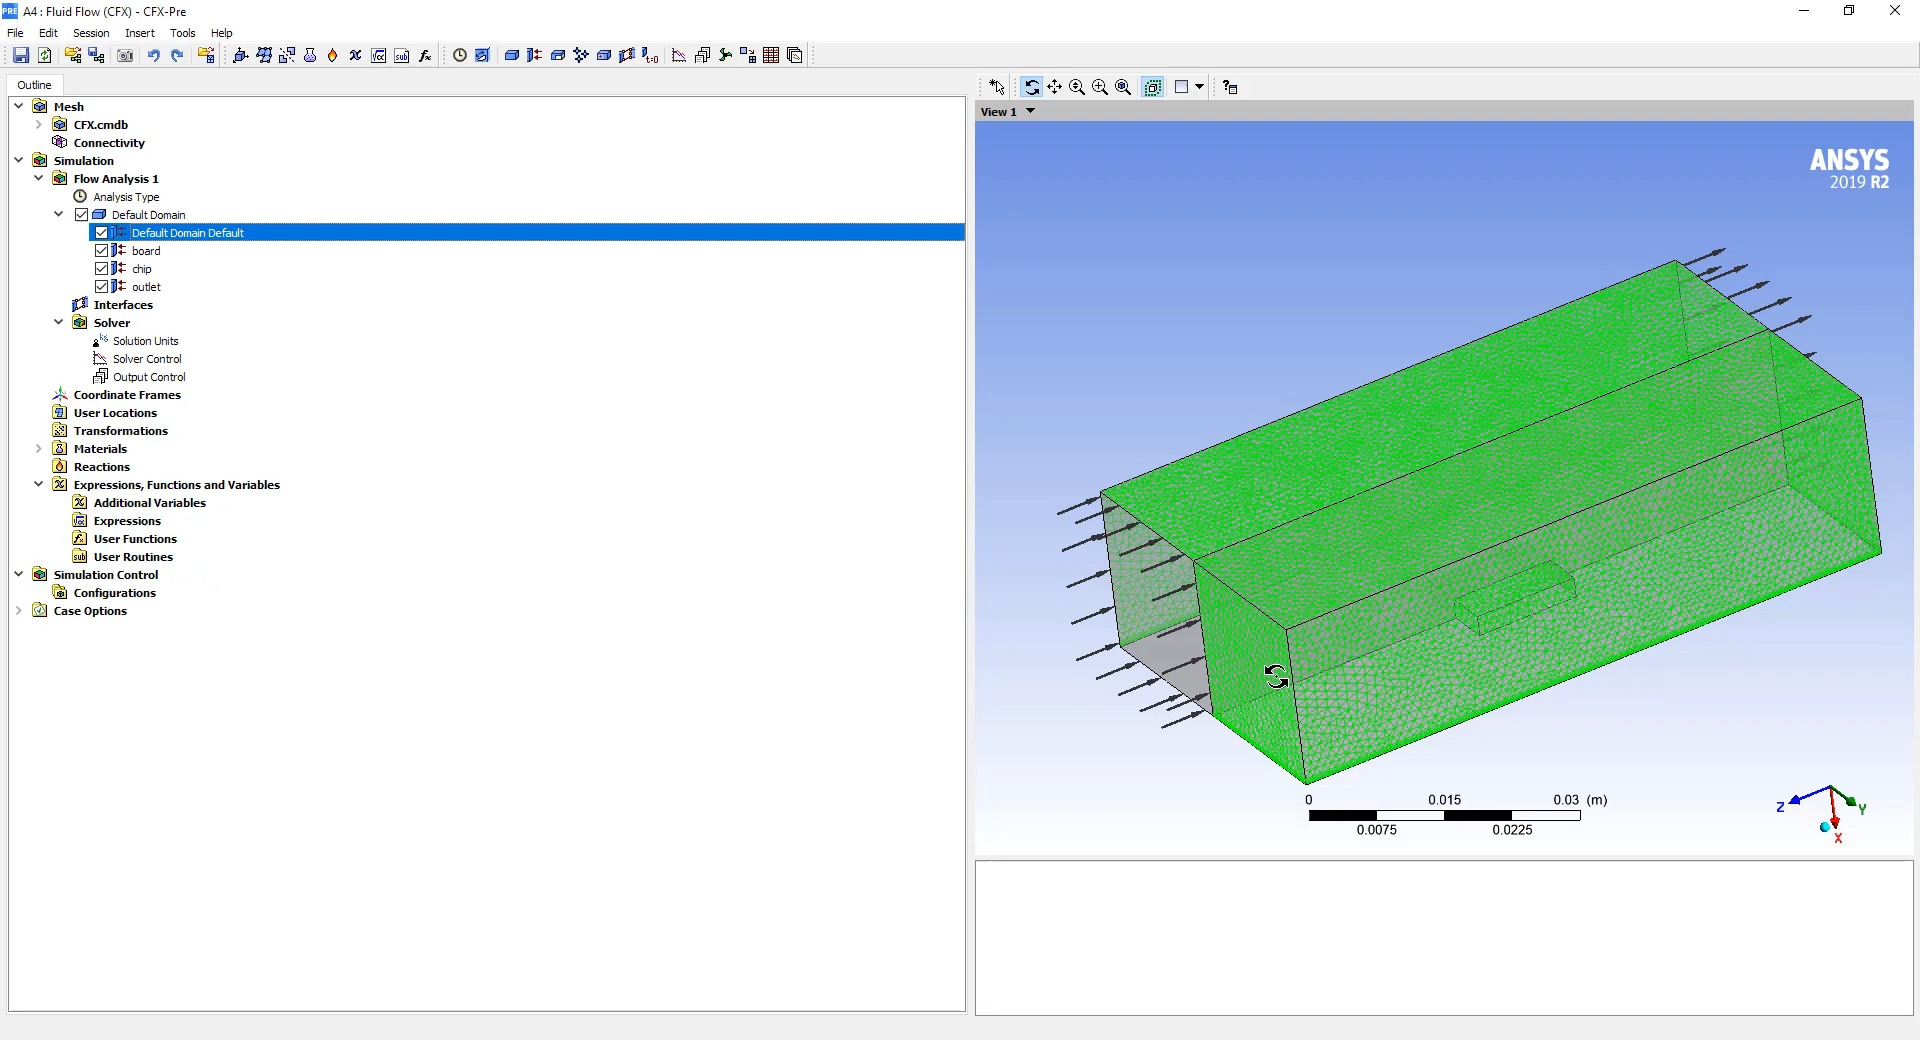 PRE A4 : Fluid Flow (CFX) - CFX-Pre
File Edit Session Insert Tools Help
Outline
Mesh
CFX.cmdb
Connectivity
Simulation
Flow Analysis 1
Analysis Type
Default Domain
Default Domain Default
board
chip
outlet
Interfaces
Solver
Solution Units
Solver Control
Output Control
Coordinate Frames
User Locations
Transformations
Materials
Reactions
Expressions, Functions and Variables
Additional Variables
Expressions
User Functions
User Routines
Simulation Control
Configurations
Case Options
View 1
ANSYS
2019 R2
0 0.015 0.03 (m)
0.0075 0.0225
Z Y
X